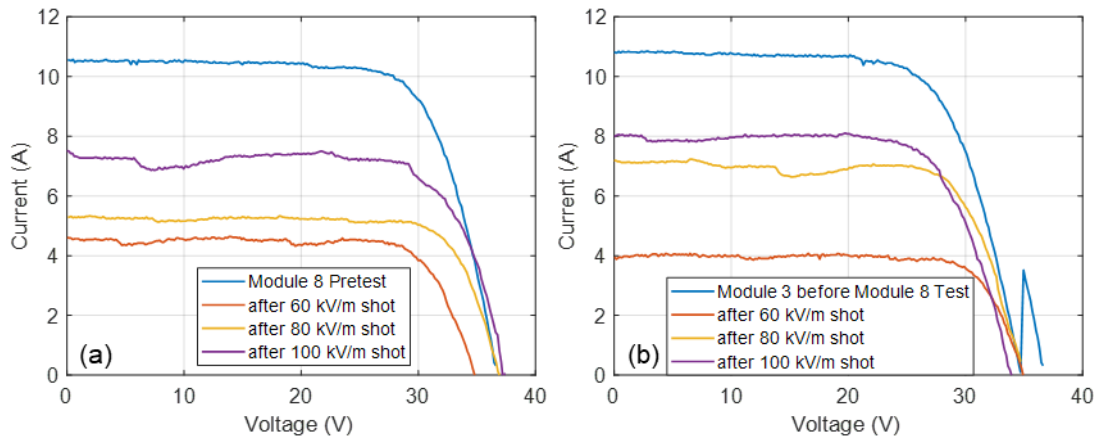 12
10
8
6
4
2
0
Current (A)
0
10
20
30
40
Voltage (V)
(a)
Module 8 Pretest
after 60 kV/m shot
after 80 kV/m shot
after 100 kV/m shot
12
10
8
6
4
2
0
Current (A)
0
10
20
30
40
Voltage (V)
(b)
Module 3 before Module 8 Test
after 60 kV/m shot
after 80 kV/m shot
after 100 kV/m shot